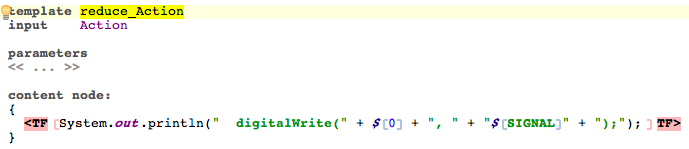 template reduce_Action
input    Action
parameters
<< ... >>
content node:
{
  <TF [System.out.println("  digitalWrite(" + $[0] + ", " + "$[SIGNAL]" + ");"); ] TF>
}